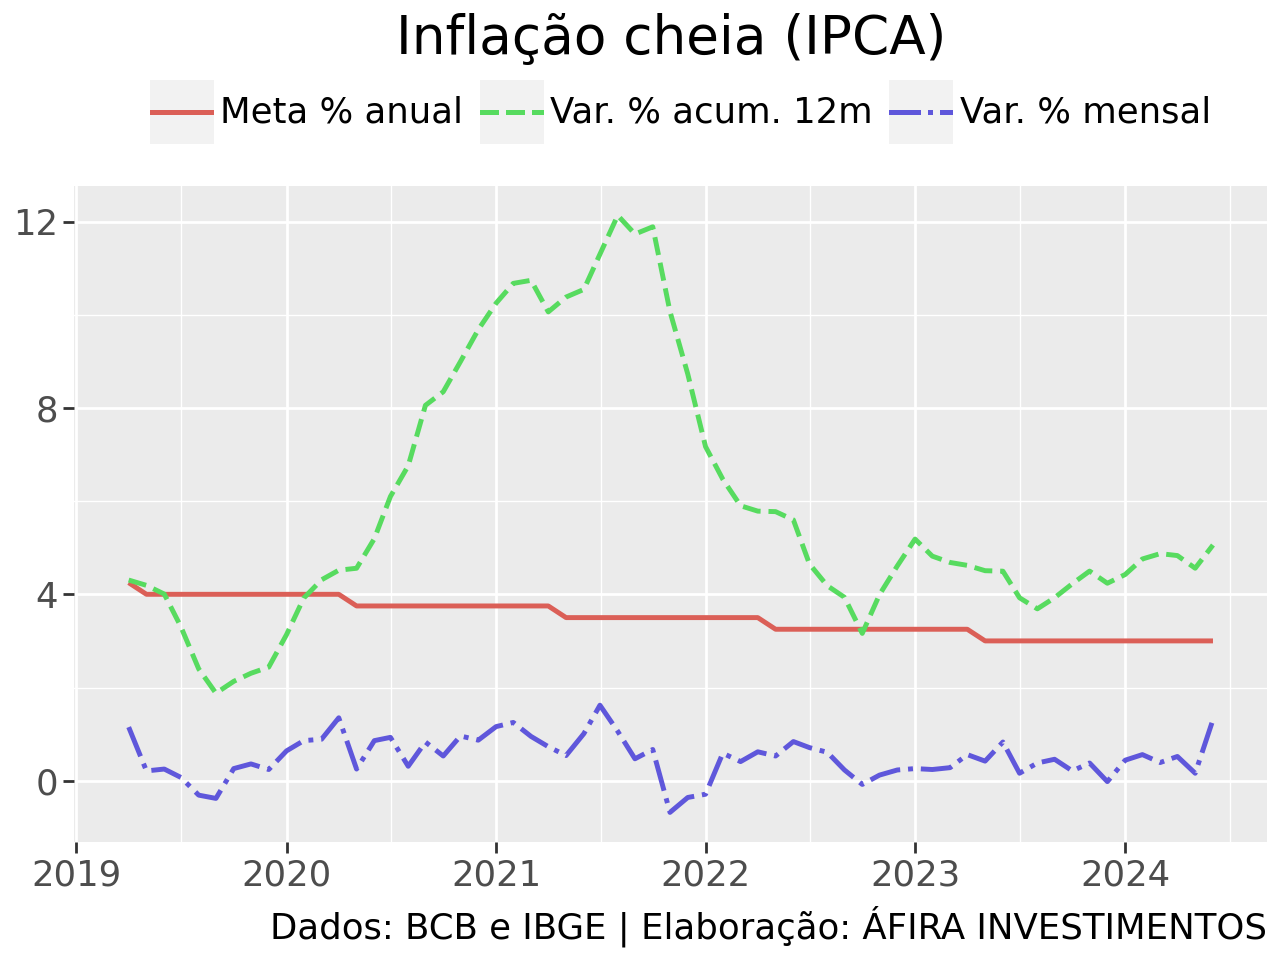 Inflação cheia (IPCA)
Meta % anual Var. % acum. 12m Var. % mensal
12
8
4
0
2019 2020 2021 2022 2023 2024
Dados: BCB e IBGE | Elaboração: ÁFIRA INVESTIMENTOS